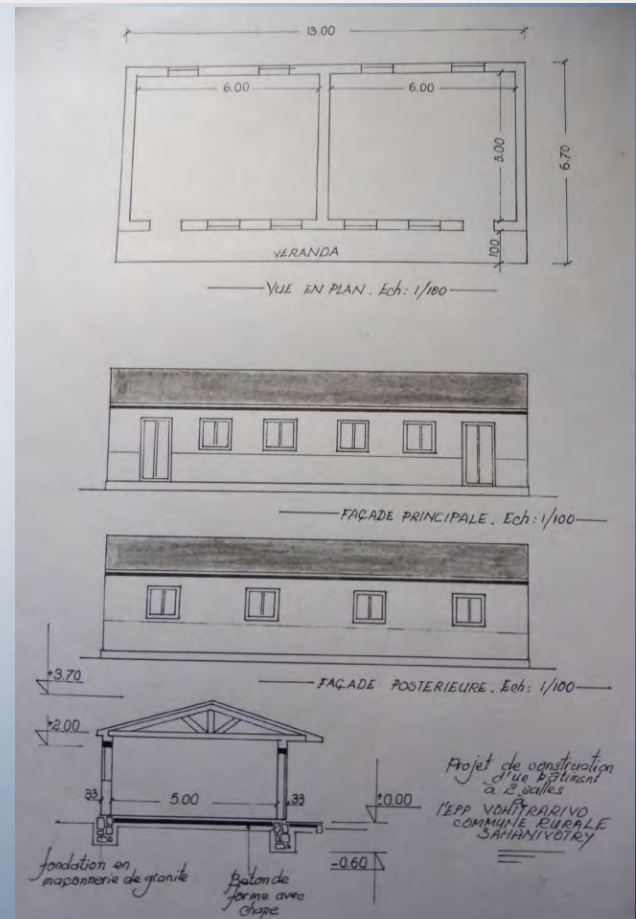 13.00
6.00
6.00
5.00
6.70
100
VERANDA
VUE EN PLAN. Ech: 1/100
FAÇADE PRINCIPALE. Ech: 1/100
FAÇADE POSTERIEURE. Ech: 1/100
+3.70
+2.00
33
5.00
33
±0.00
-0.60
fondation en
maçonnerie de granite
Beton de
forme avec
chape
Projet de construction
d'un bâtiment
à 2 salles
l'EPP VOHITRARIVO
COMMUNE RURALE
SAHANIVOTRY